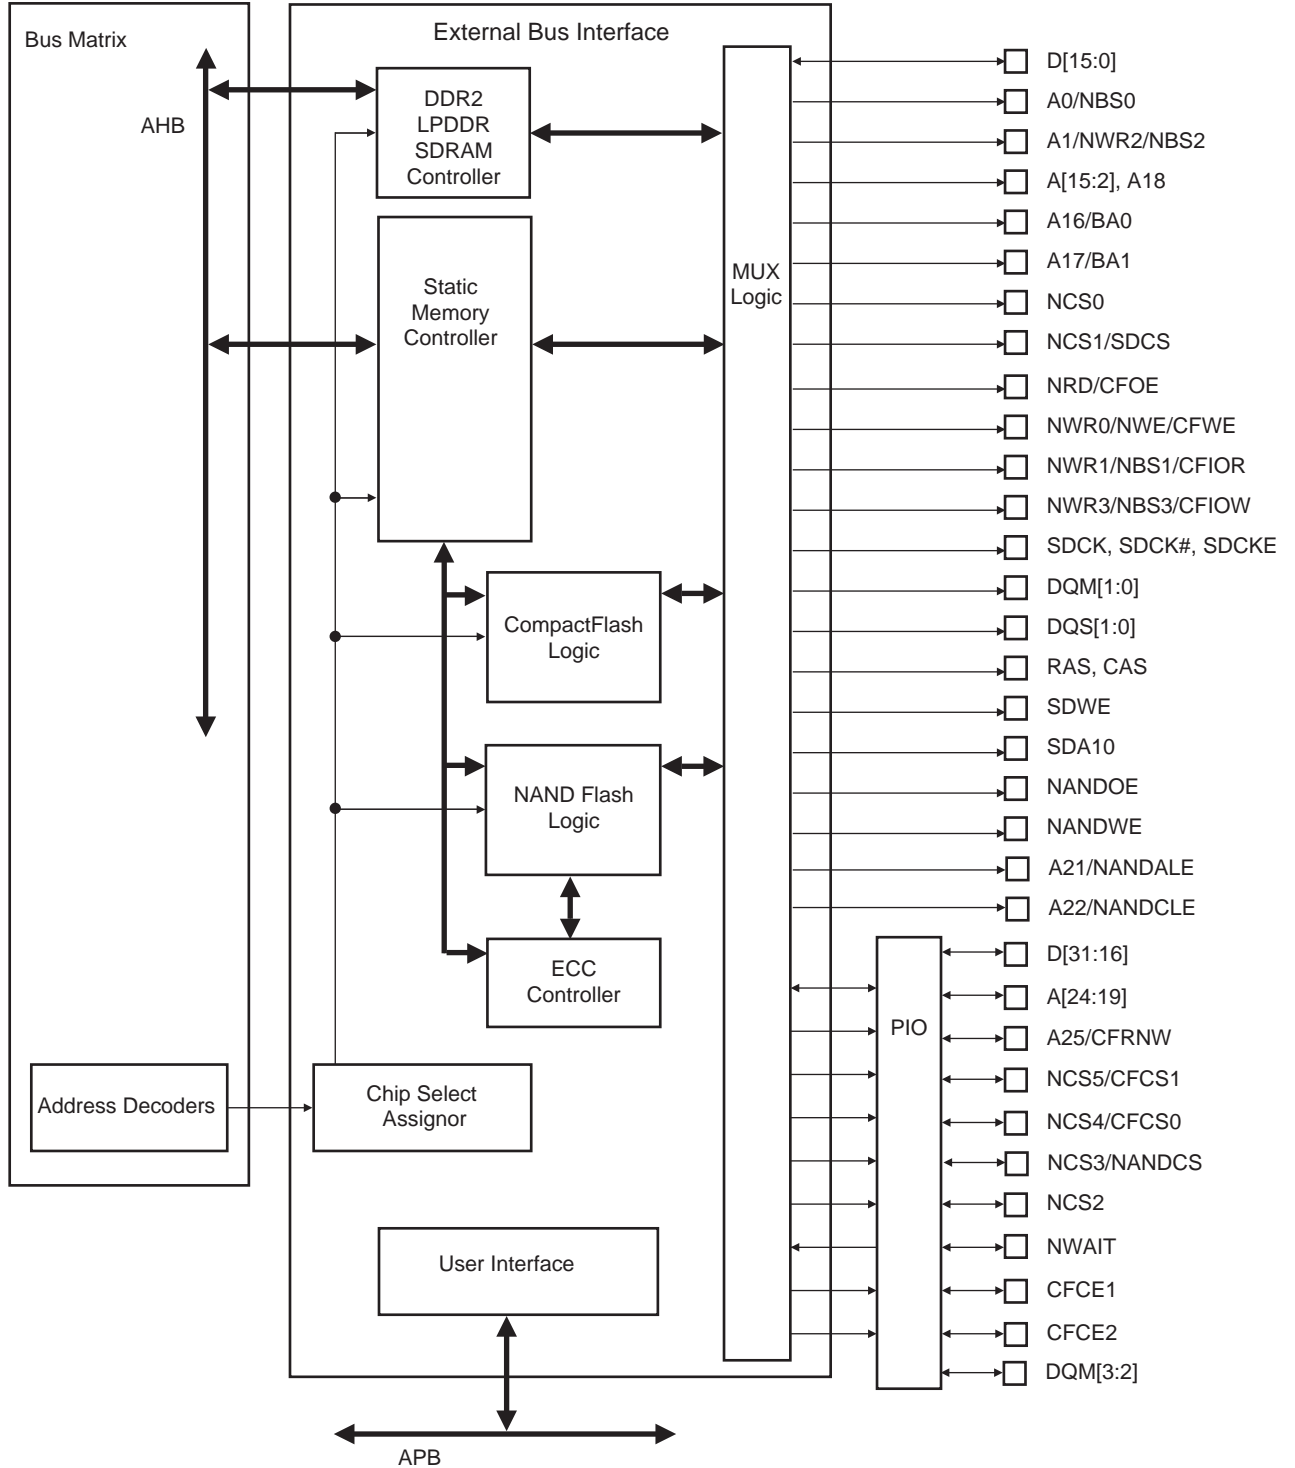 Bus Matrix
External Bus Interface
AHB
DDR2
LPDDR
SDRAM
Controller
Static
Memory
Controller
MUX
Logic
CompactFlash
Logic
NAND Flash
Logic
ECC
Controller
Address Decoders
Chip Select
Assignor
User Interface
APB
PIO
D[15:0]
A0/NBS0
A1/NWR2/NBS2
A[15:2], A18
A16/BA0
A17/BA1
NCS0
NCS1/SDCS
NRD/CFOE
NWR0/NWE/CFWE
NWR1/NBS1/CFIOR
NWR3/NBS3/CFIOW
SDCK, SDCK#, SDCKE
DQM[1:0]
DQS[1:0]
RAS, CAS
SDWE
SDA10
NANDOE
NANDWE
A21/NANDALE
A22/NANDCLE
D[31:16]
A[24:19]
A25/CFRNW
NCS5/CFCS1
NCS4/CFCS0
NCS3/NANDCS
NCS2
NWAIT
CFCE1
CFCE2
DQM[3:2]